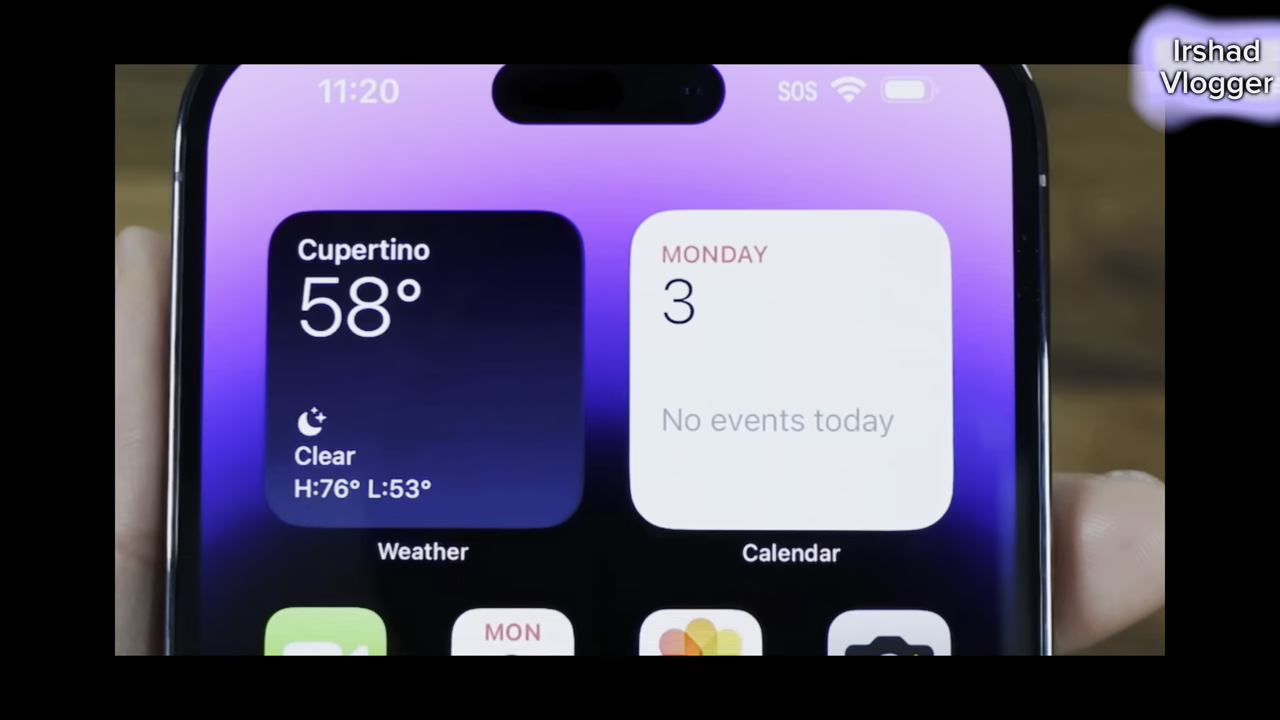 Irshad
Vlogger
11:20
SOS
Cupertino
58°
Clear
H:76° L:53°
Weather
MONDAY
3
No events today
Calendar
MON